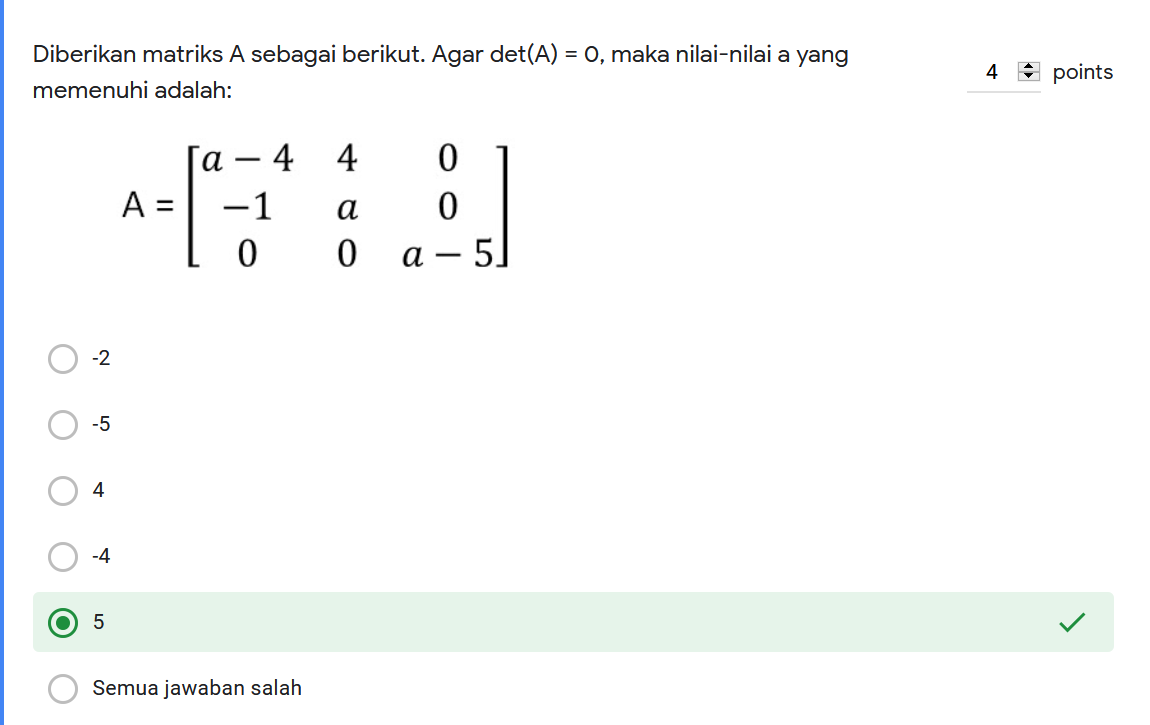 Diberikan matriks A sebagai berikut. Agar det(A) = 0, maka nilai-nilai a yang
memenuhi adalah:
4 points
A = [a − 4 4 0
−1 a 0
0 0 a − 5]
-2
-5
4
-4
5
Semua jawaban salah